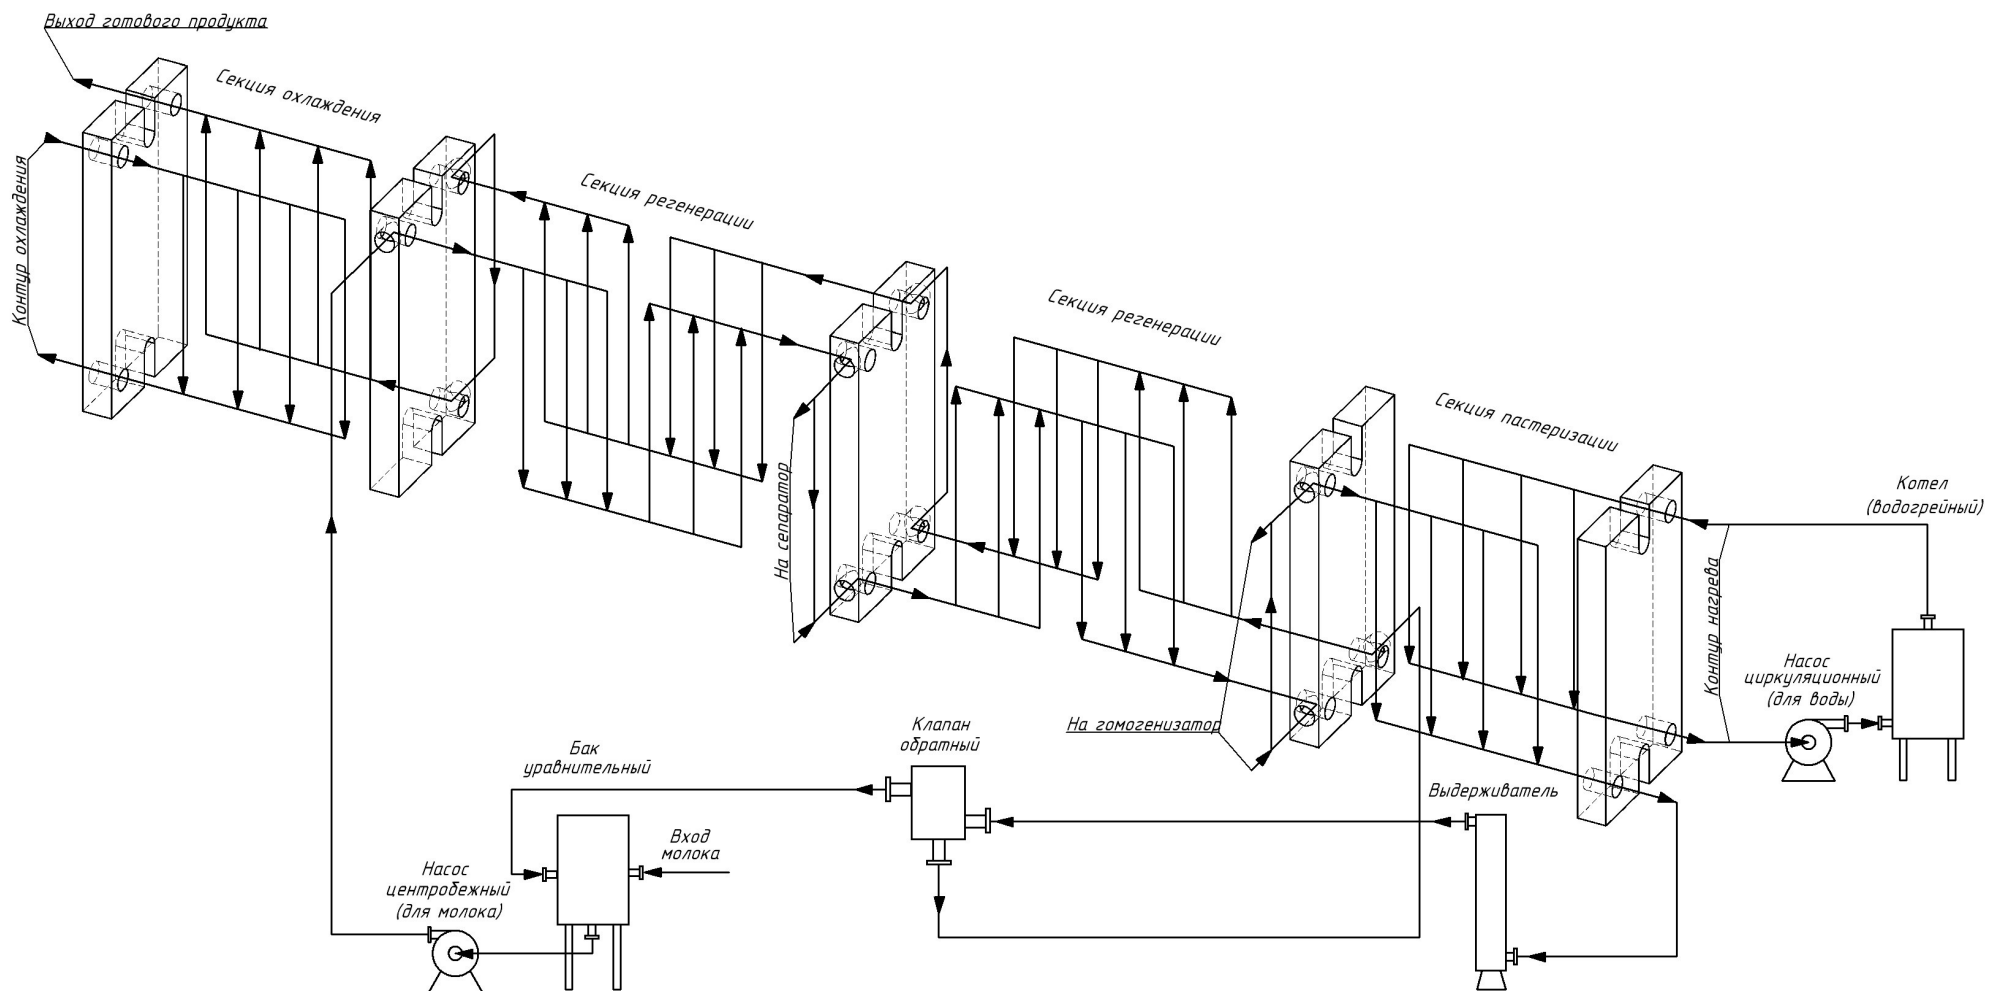 Выход готового продукта
Секция охлаждения
Контур охлаждения
Секция регенерации
Секция регенерации
На сепаратор
Секция пастеризации
Котел
(водогрейный)
Контур нагрева
Насос
циркуляционный
(для воды)
На гомогенизатор
Клапан
обратный
Бак
уравнительный
Выдерживатель
Вход
молока
Насос
центробежный
(для молока)